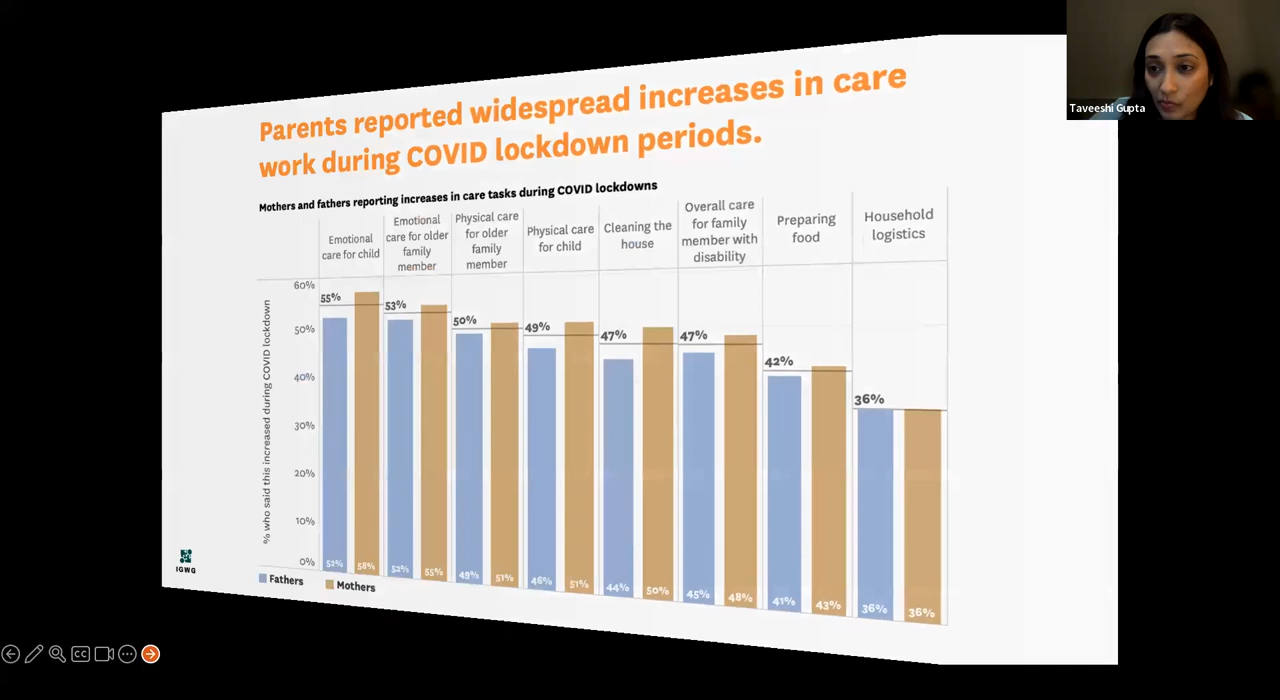 Taveeshi Gupta
Parents reported widespread increases in care
work during COVID lockdown periods.
Mothers and fathers reporting increases in care tasks during COVID lockdowns
Emotional
care for child
Emotional
care for older
family
member
Physical care
for older
family
member
Physical care
for child
Cleaning the
house
Overall care
for family
member with
disability
Preparing
food
Household
logistics
% who said this increased during COVID lockdown
60%
50%
40%
30%
20%
10%
0%
55%
53%
50%
49%
47%
47%
42%
36%
52%
58%
52%
55%
49%
51%
46%
51%
44%
50%
45%
48%
41%
43%
36%
36%
Fathers
Mothers
IGWG
CC